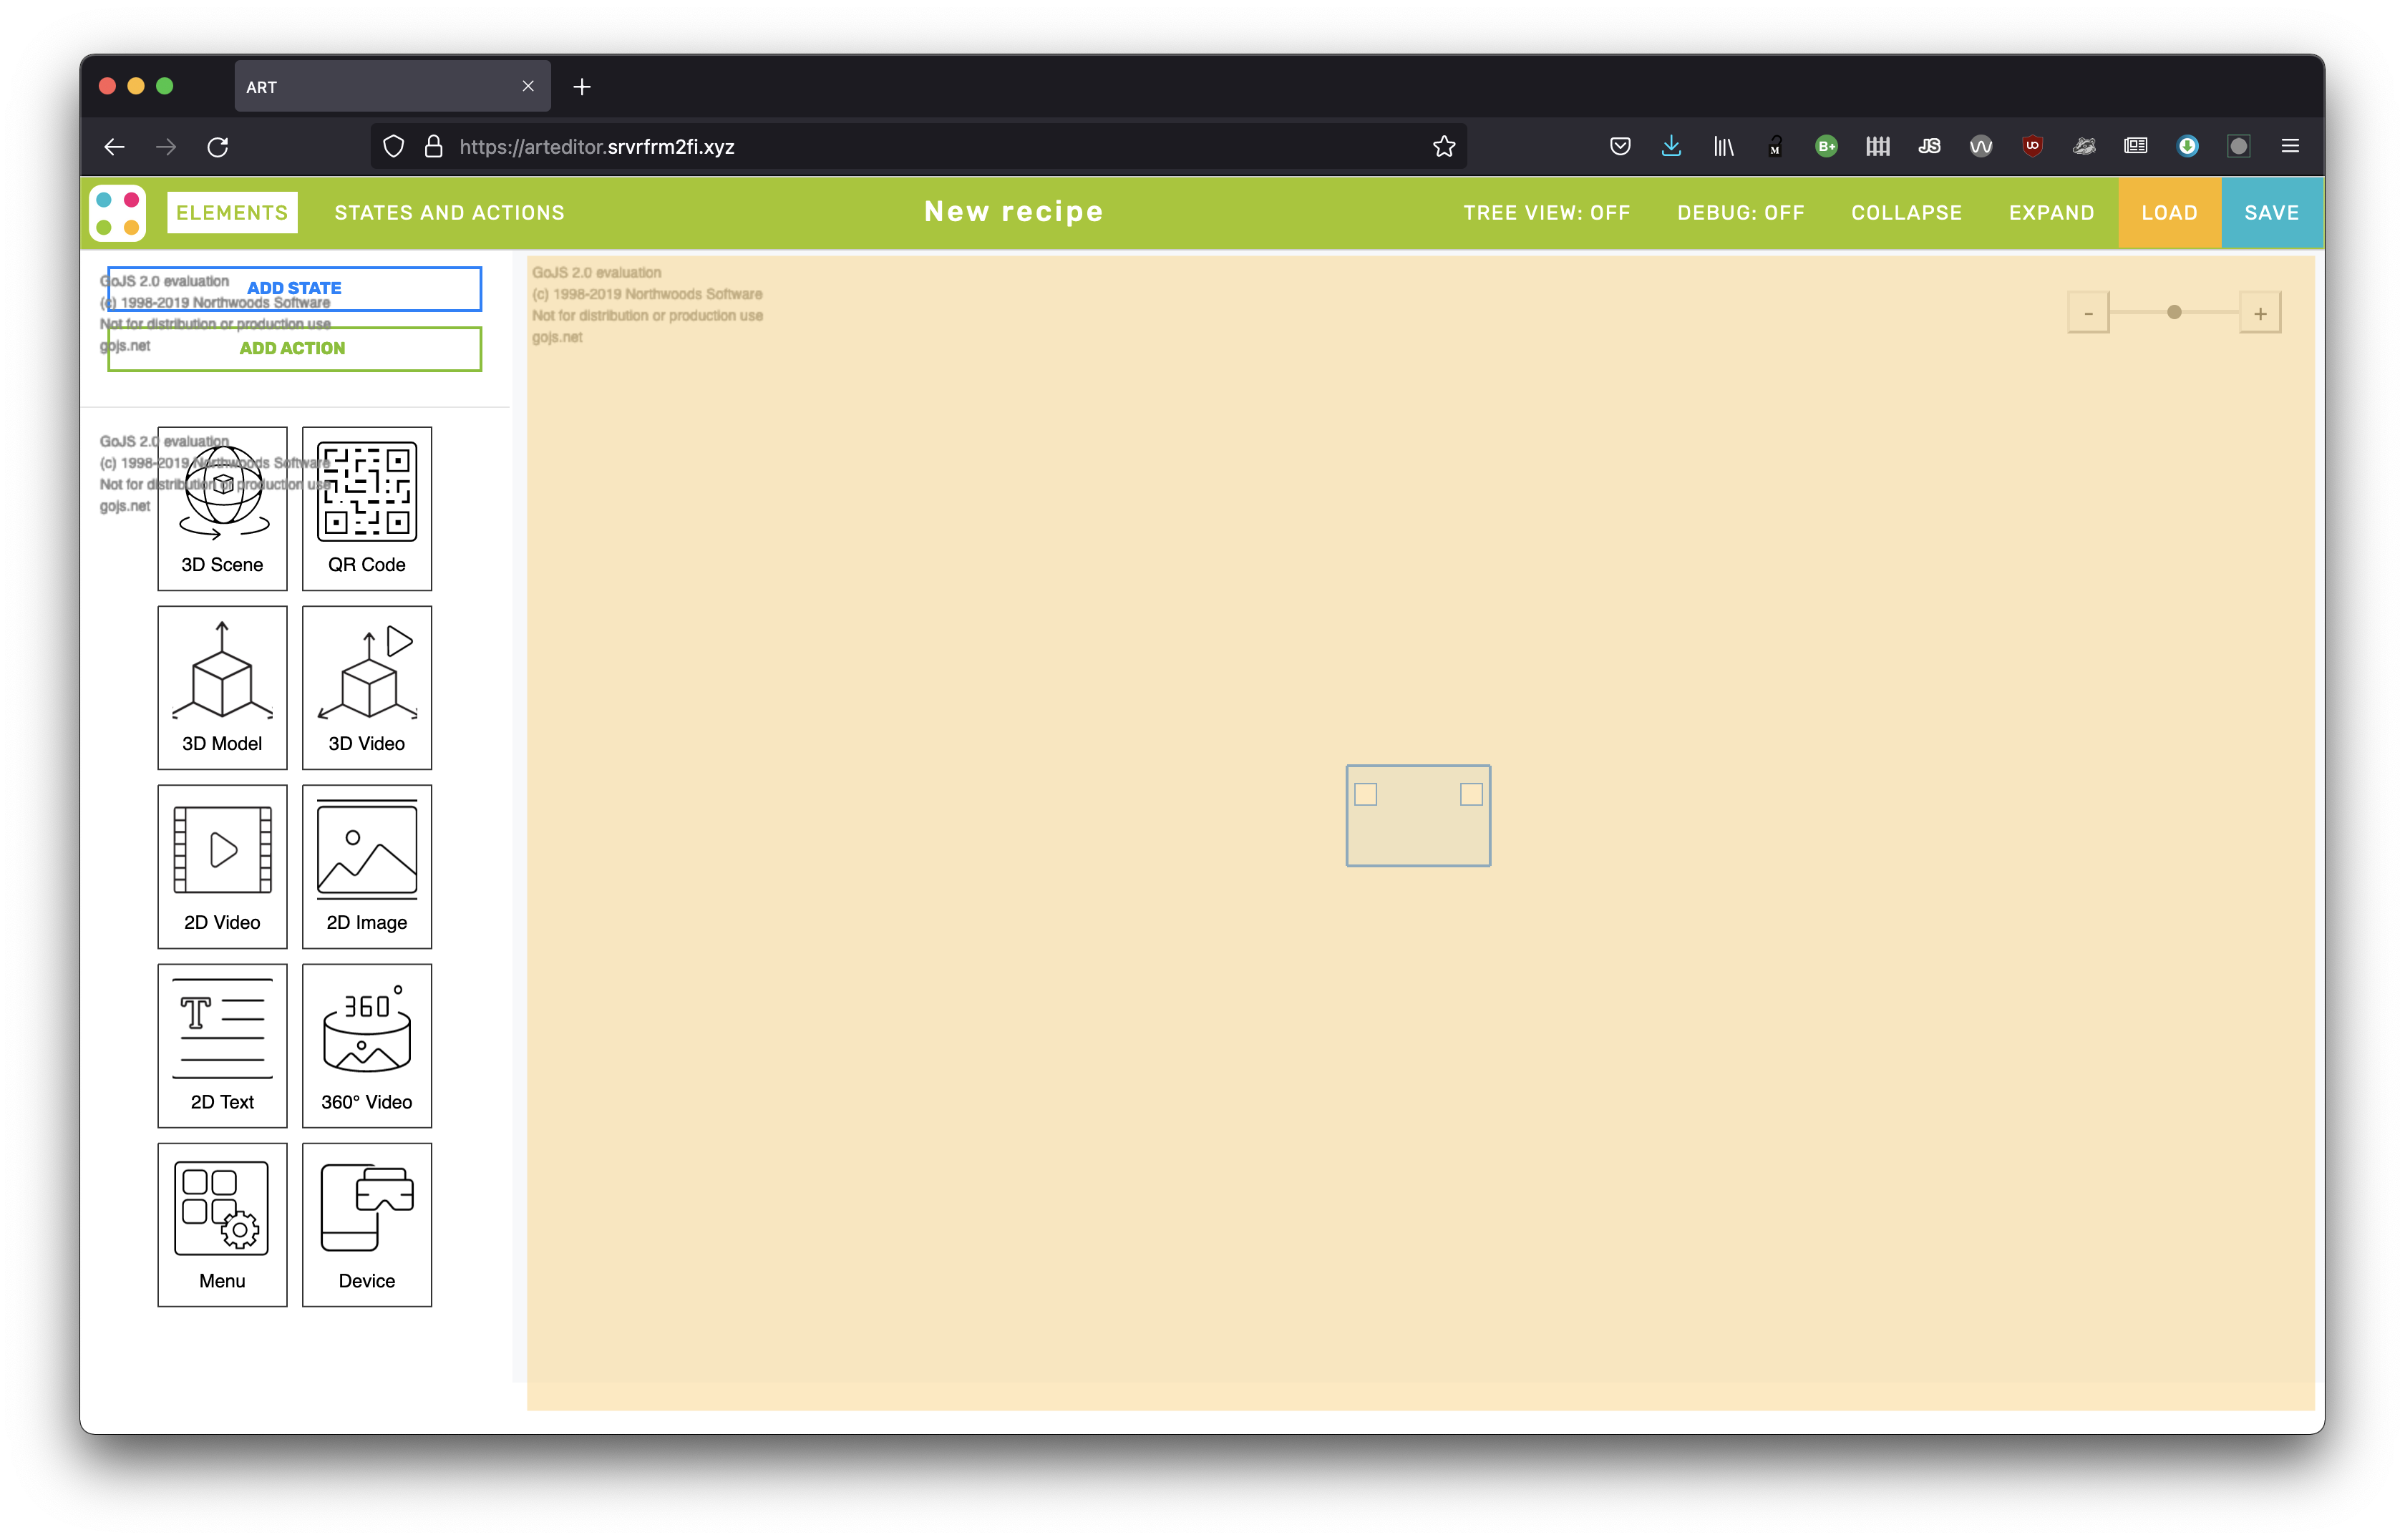 ART
https://arteditor.srvrfrm2fi.xyz
M
B+
JS
UD
ELEMENTS
STATES AND ACTIONS
New recipe
TREE VIEW: OFF
DEBUG: OFF
COLLAPSE
EXPAND
LOAD
SAVE
GoJS 2.0 evaluation
(c) 1998-2019 Northwoods Software
Not for distribution or production use
gojs.net
ADD STATE
ADD ACTION
GoJS 2.0 evaluation
(c) 1998-2019 Northwoods Software
Not for distribution or production use
gojs.net
3D Scene
QR Code
3D Model
3D Video
2D Video
2D Image
T
2D Text
360°
360° Video
Menu
Device
GoJS 2.0 evaluation
(c) 1998-2019 Northwoods Software
Not for distribution or production use
gojs.net
-
+